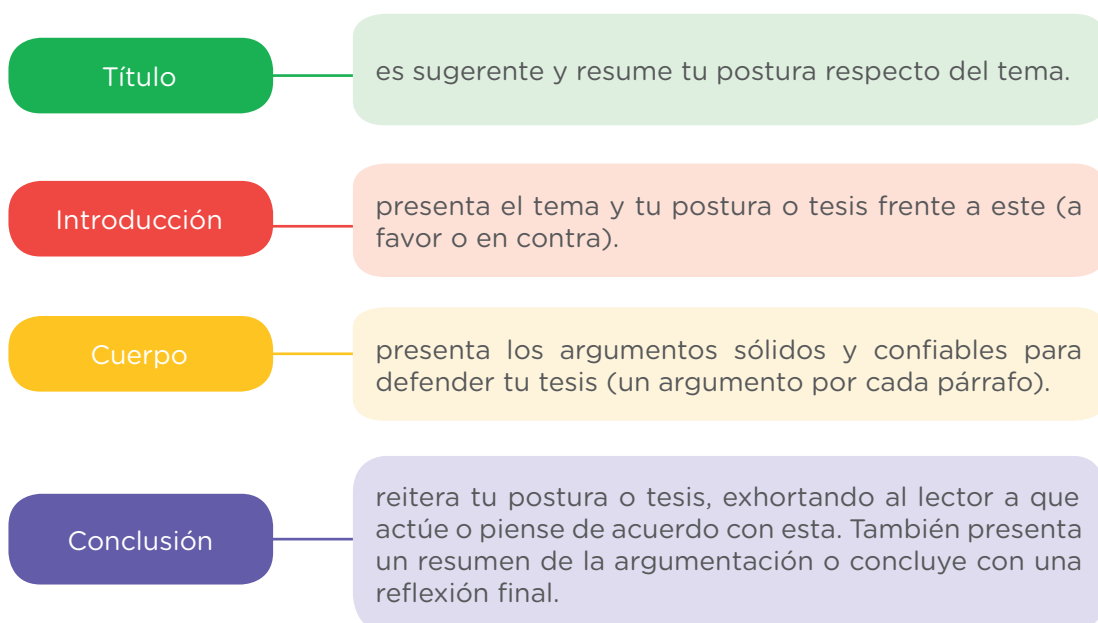 Título
es sugerente y resume tu postura respecto del tema.
Introducción
presenta el tema y tu postura o tesis frente a este (a
favor o en contra).
Cuerpo
presenta los argumentos sólidos y confiables para
defender tu tesis (un argumento por cada párrafo).
Conclusión
reitera tu postura o tesis, exhortando al lector a que
actúe o piense de acuerdo con esta. También presenta
un resumen de la argumentación o concluye con una
reflexión final.